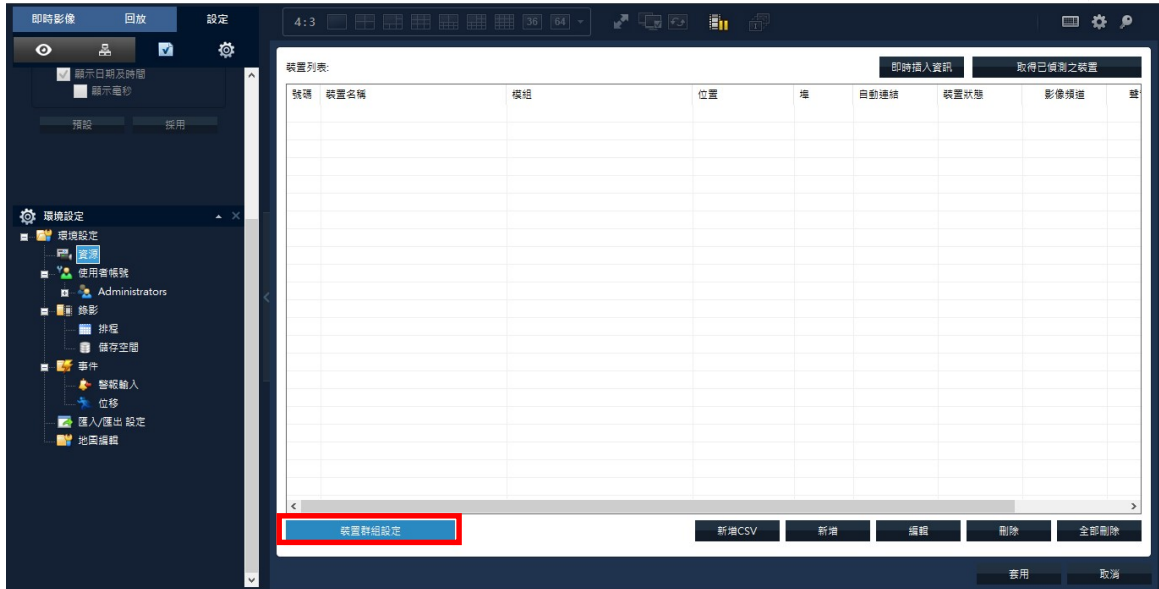 即時影像 回放 設定
4:3 36 64
顯示日期及時間
顯示毫秒
預設 採用
環境設定
環境設定
資源
使用者帳號
Administrators
錄影
排程
儲存空間
事件
警報輸入
位移
匯入/匯出 設定
地圖編輯
裝置列表: 即時插入資訊 取得已偵測之裝置
號碼 裝置名稱 模組 位置 埠 自動連結 裝置狀態 影像頻道
裝置群組設定 新增CSV 新增 編輯 刪除 全部刪除
套用 取消